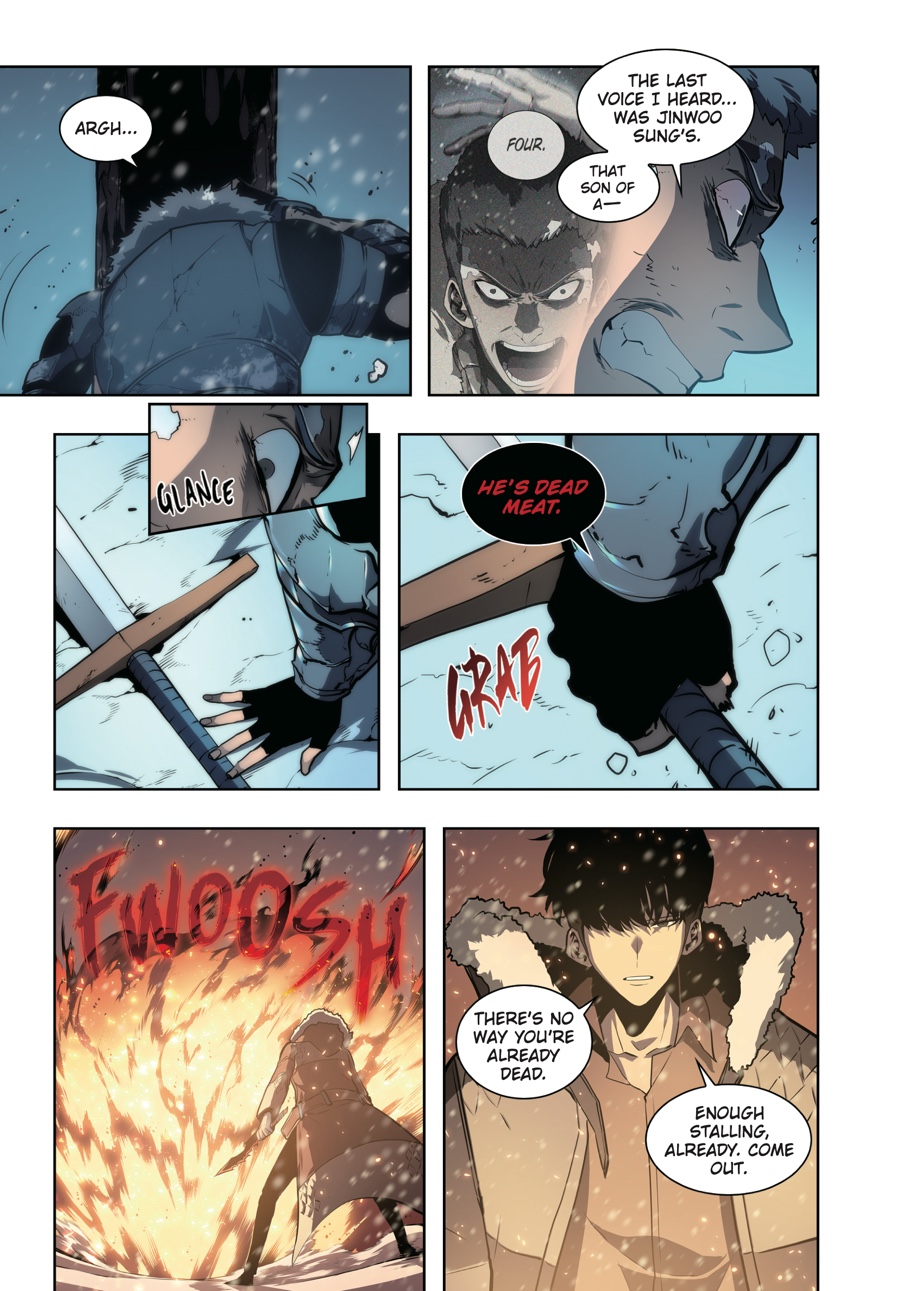 ARGH...
THE LAST
VOICE I HEARD...
WAS JINWOO
SUNG'S.
FOUR.
THAT
SON OF
A—
GLANCE
HE'S DEAD
MEAT.
GRAB
FWOOSH
THERE'S NO
WAY YOU'RE
ALREADY
DEAD.
ENOUGH
STALLING,
ALREADY. COME
OUT.